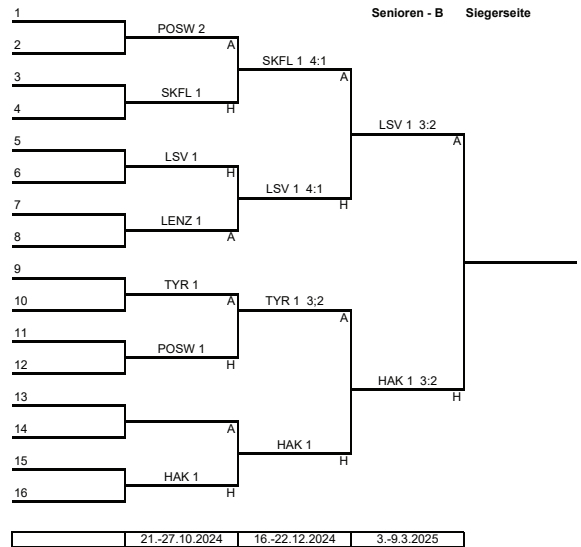 1
Senioren - B Siegerseite
POSW 2
2
A
SKFL 1 4:1
A
3
SKFL 1
4
H
LSV 1 3:2
A
5
LSV 1
6
H
LSV 1 4:1
H
7
LENZ 1
8
A
9
TYR 1
10
A
TYR 1 3;2
A
11
POSW 1
12
H
HAK 1 3:2
H
13
14
A
HAK 1
H
15
HAK 1
16
H
21.-27.10.2024 16.-22.12.2024 3.-9.3.2025